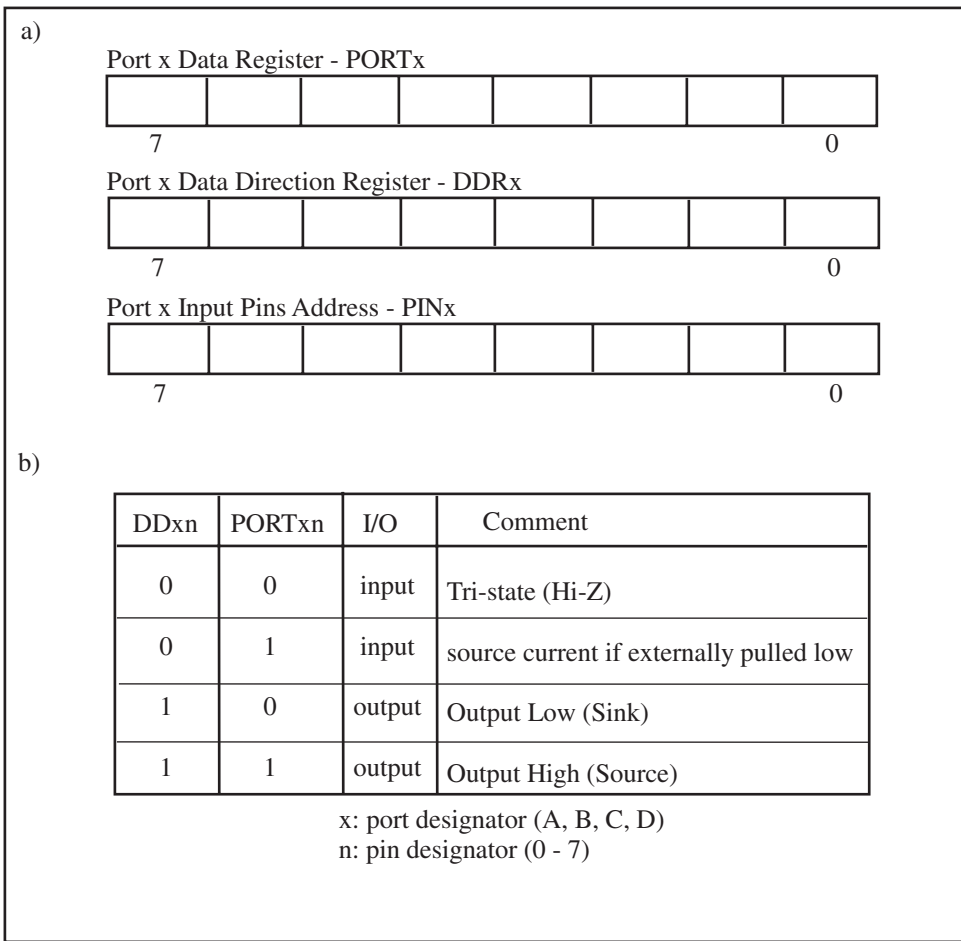 a)
Port x Data Register - PORTx
7 0
Port x Data Direction Register - DDRx
7 0
Port x Input Pins Address - PINx
7 0
b)
DDxn PORTxn I/O Comment
0 0 input Tri-state (Hi-Z)
0 1 input source current if externally pulled low
1 0 output Output Low (Sink)
1 1 output Output High (Source)
x: port designator (A, B, C, D)
n: pin designator (0 - 7)